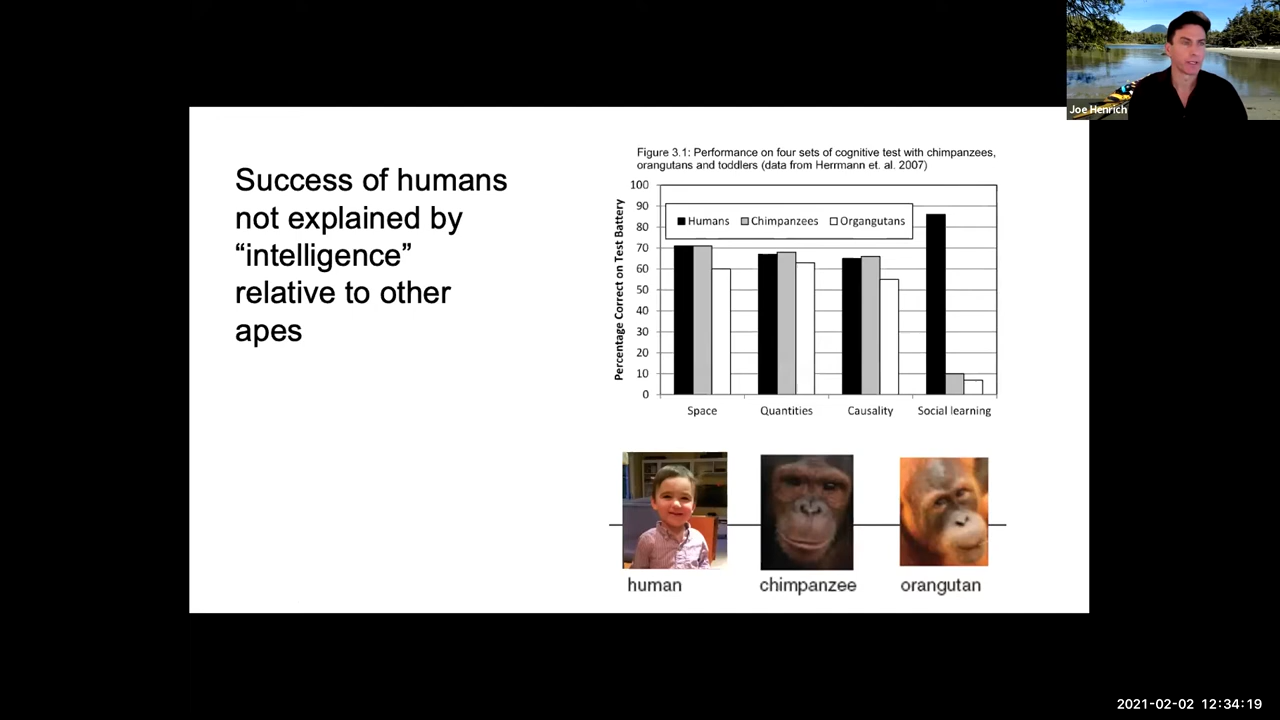 Joe Henrich
Success of humans
not explained by
“intelligence”
relative to other
apes
Figure 3.1: Performance on four sets of cognitive test with chimpanzees,
orangutans and toddlers (data from Herrmann et. al. 2007)
Percentage Correct on Test Battery
100
90
80
70
60
50
40
30
20
10
0
Humans Chimpanzees Organgutans
Space Quantities Causality Social learning
human chimpanzee orangutan
2021-02-02 12:34:19